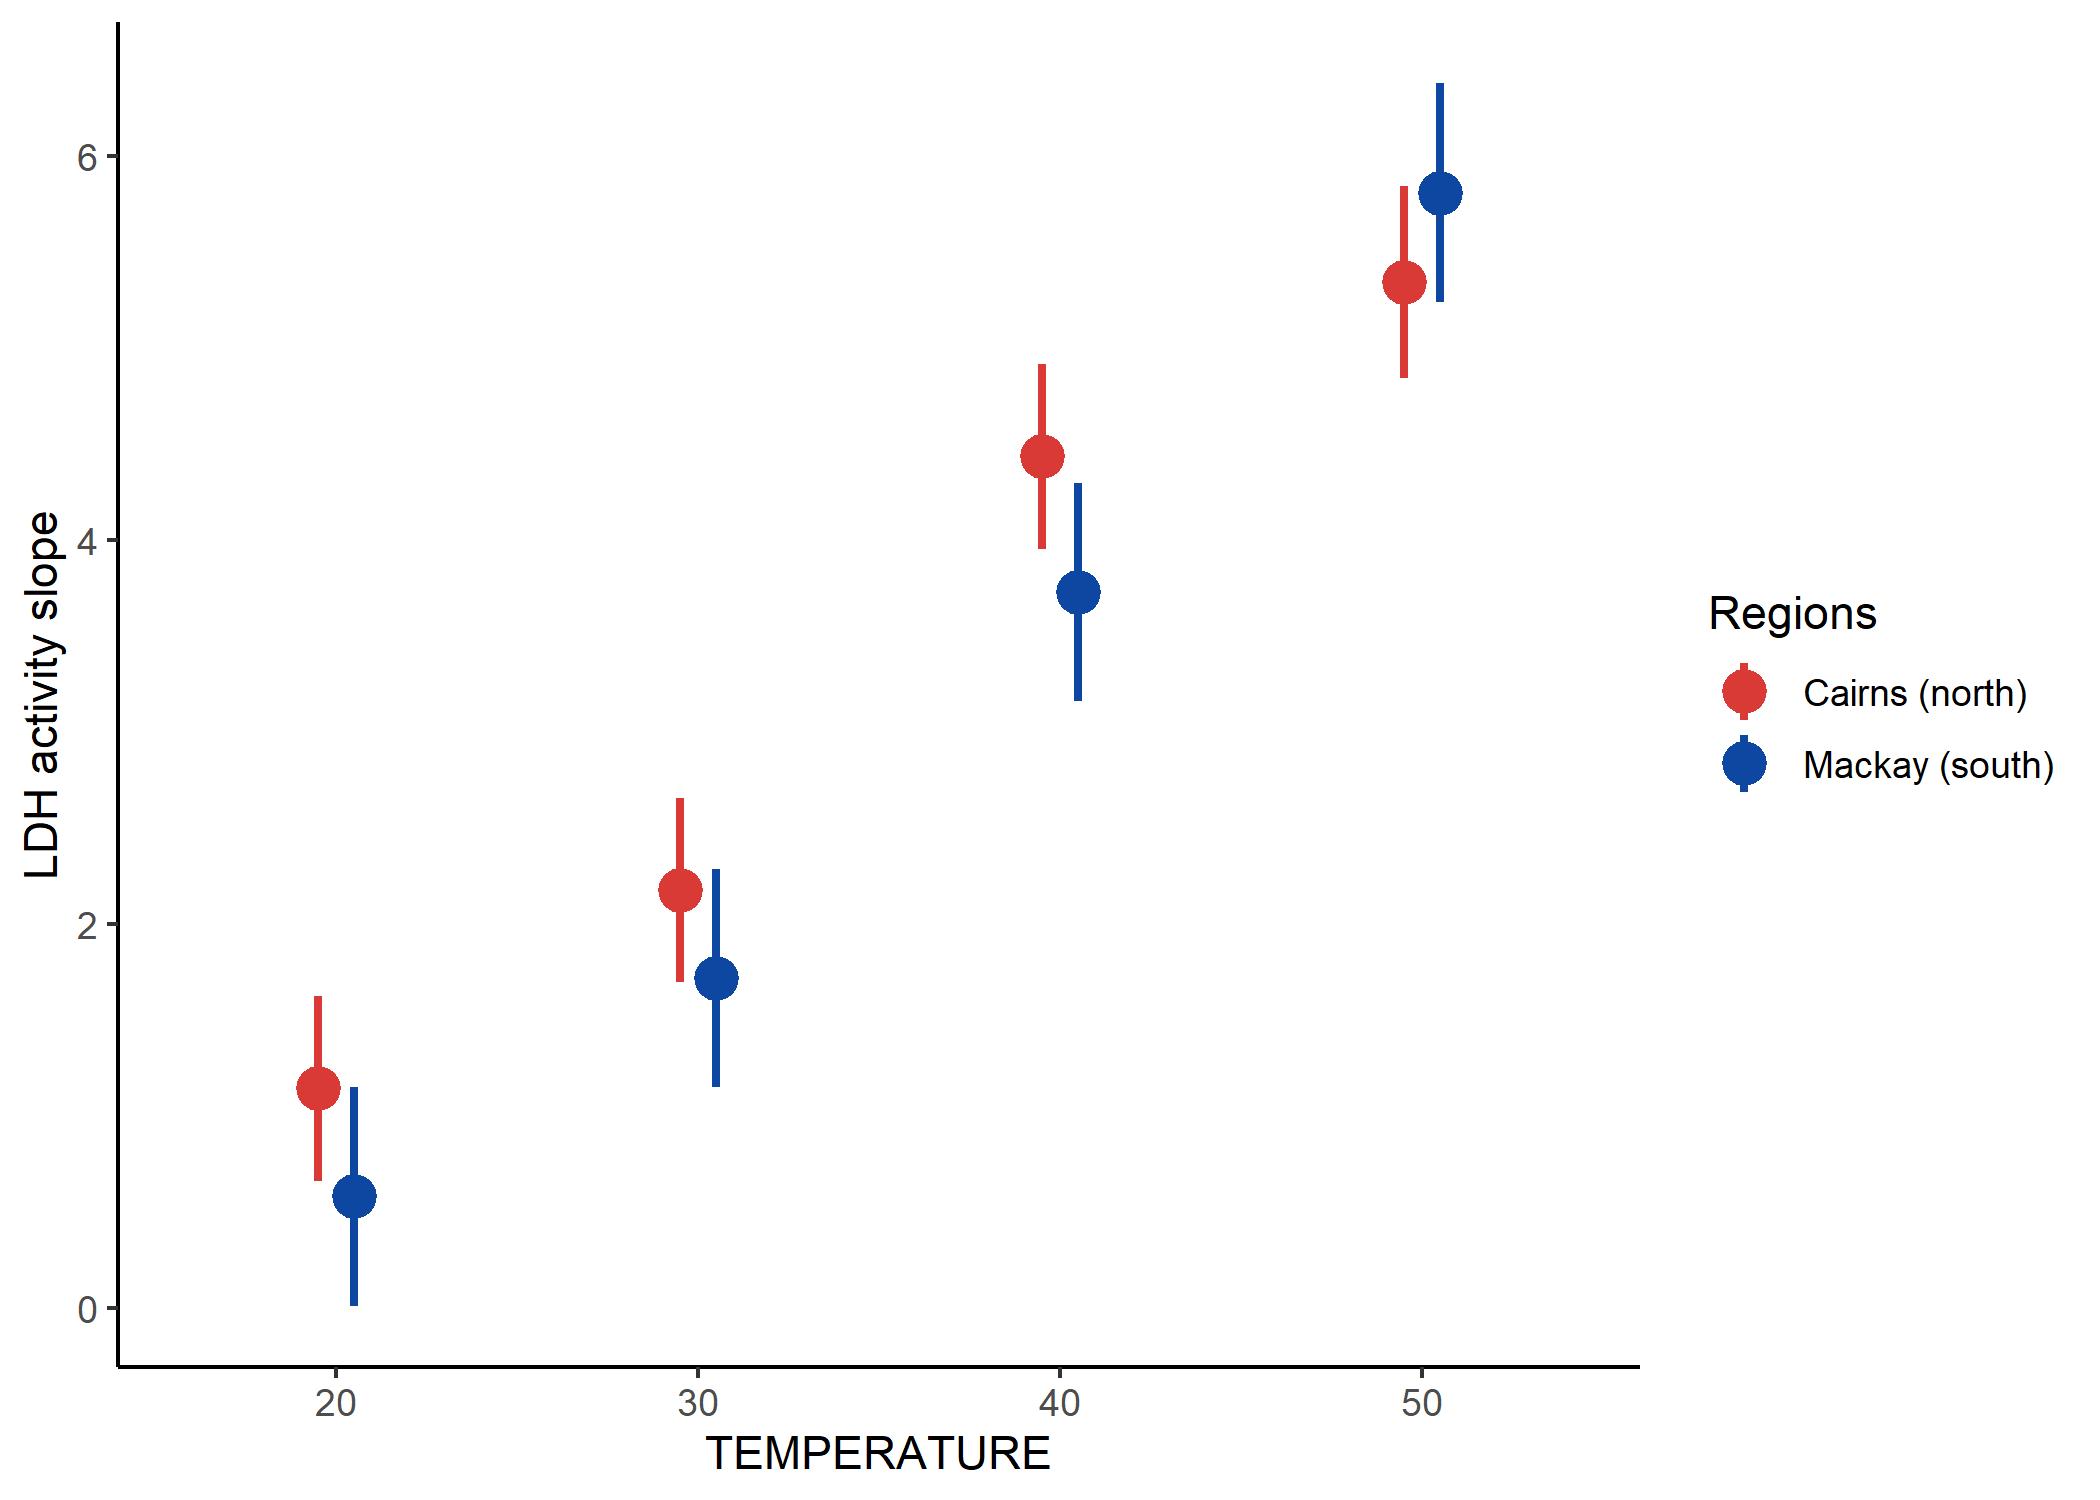 6
4
2
0
LDH activity slope
20 30 40 50
TEMPERATURE
Regions
Cairns (north)
Mackay (south)